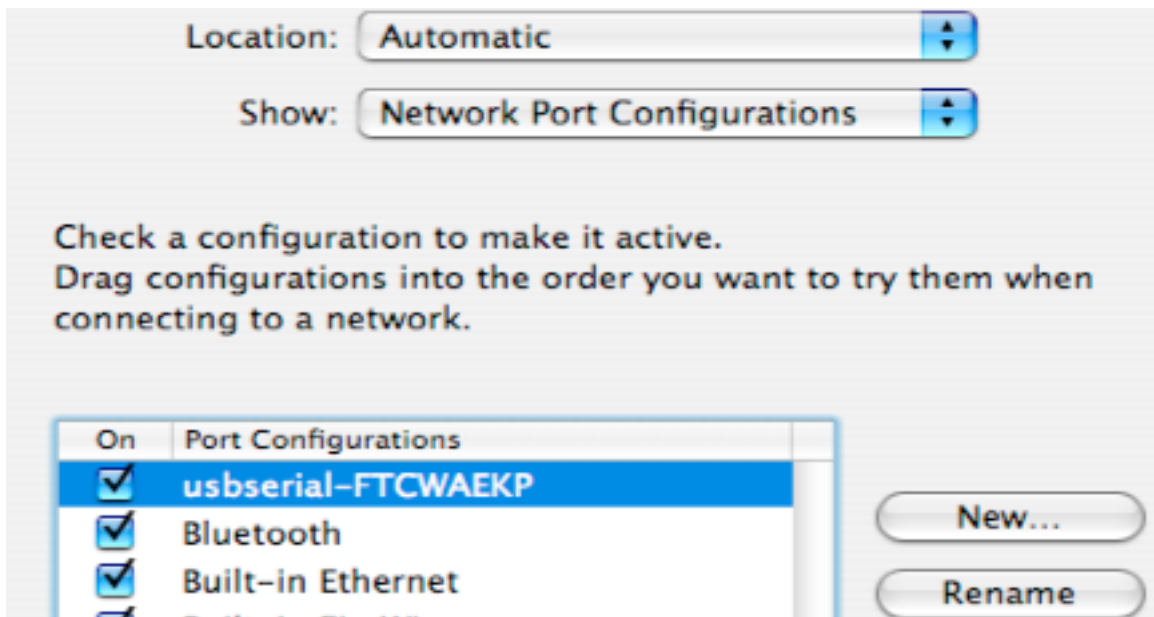 Location: Automatic
Show: Network Port Configurations
Check a configuration to make it active.
Drag configurations into the order you want to try them when
connecting to a network.
On Port Configurations
usbserial-FTCWAEKP
Bluetooth
New...
Built-in Ethernet
Rename